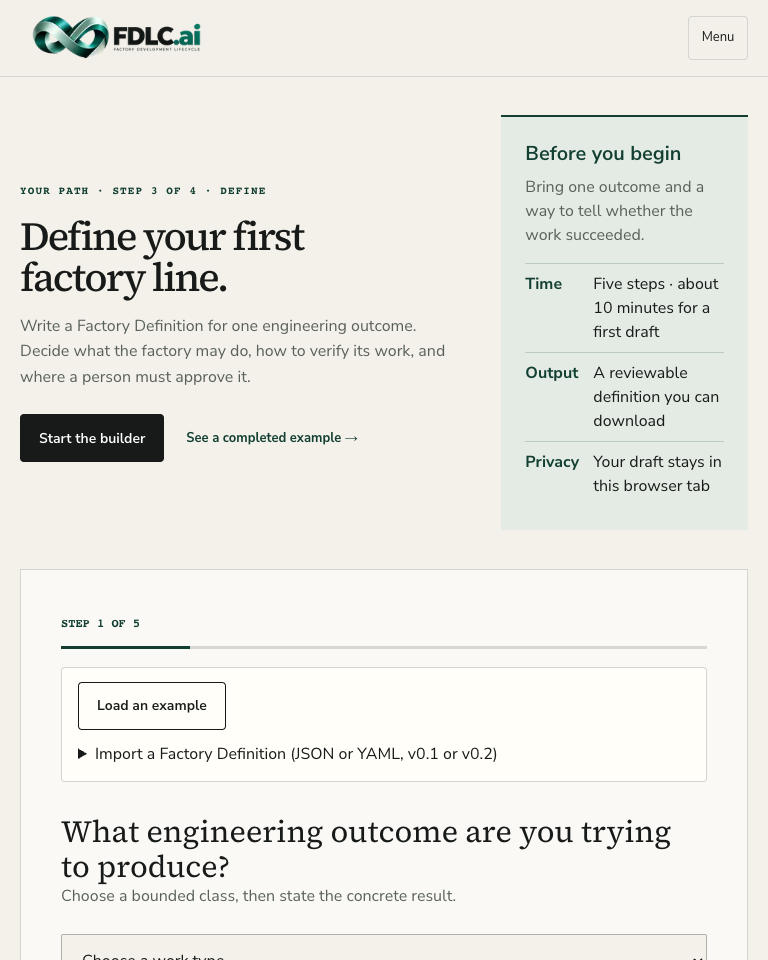 FDLC.ai
FACTORY DEVELOPMENT LIFECYCLE
Menu
YOUR PATH · STEP 3 OF 4 · DEFINE
Define your first
factory line.
Write a Factory Definition for one engineering outcome.
Decide what the factory may do, how to verify its work, and
where a person must approve it.
Start the builder
See a completed example →
Before you begin
Bring one outcome and a
way to tell whether the
work succeeded.
Time
Five steps · about
10 minutes for a
first draft
Output
A reviewable
definition you can
download
Privacy
Your draft stays in
this browser tab
STEP 1 OF 5
Load an example
▶ Import a Factory Definition (JSON or YAML, v0.1 or v0.2)
What engineering outcome are you trying
to produce?
Choose a bounded class, then state the concrete result.
Choose a work type